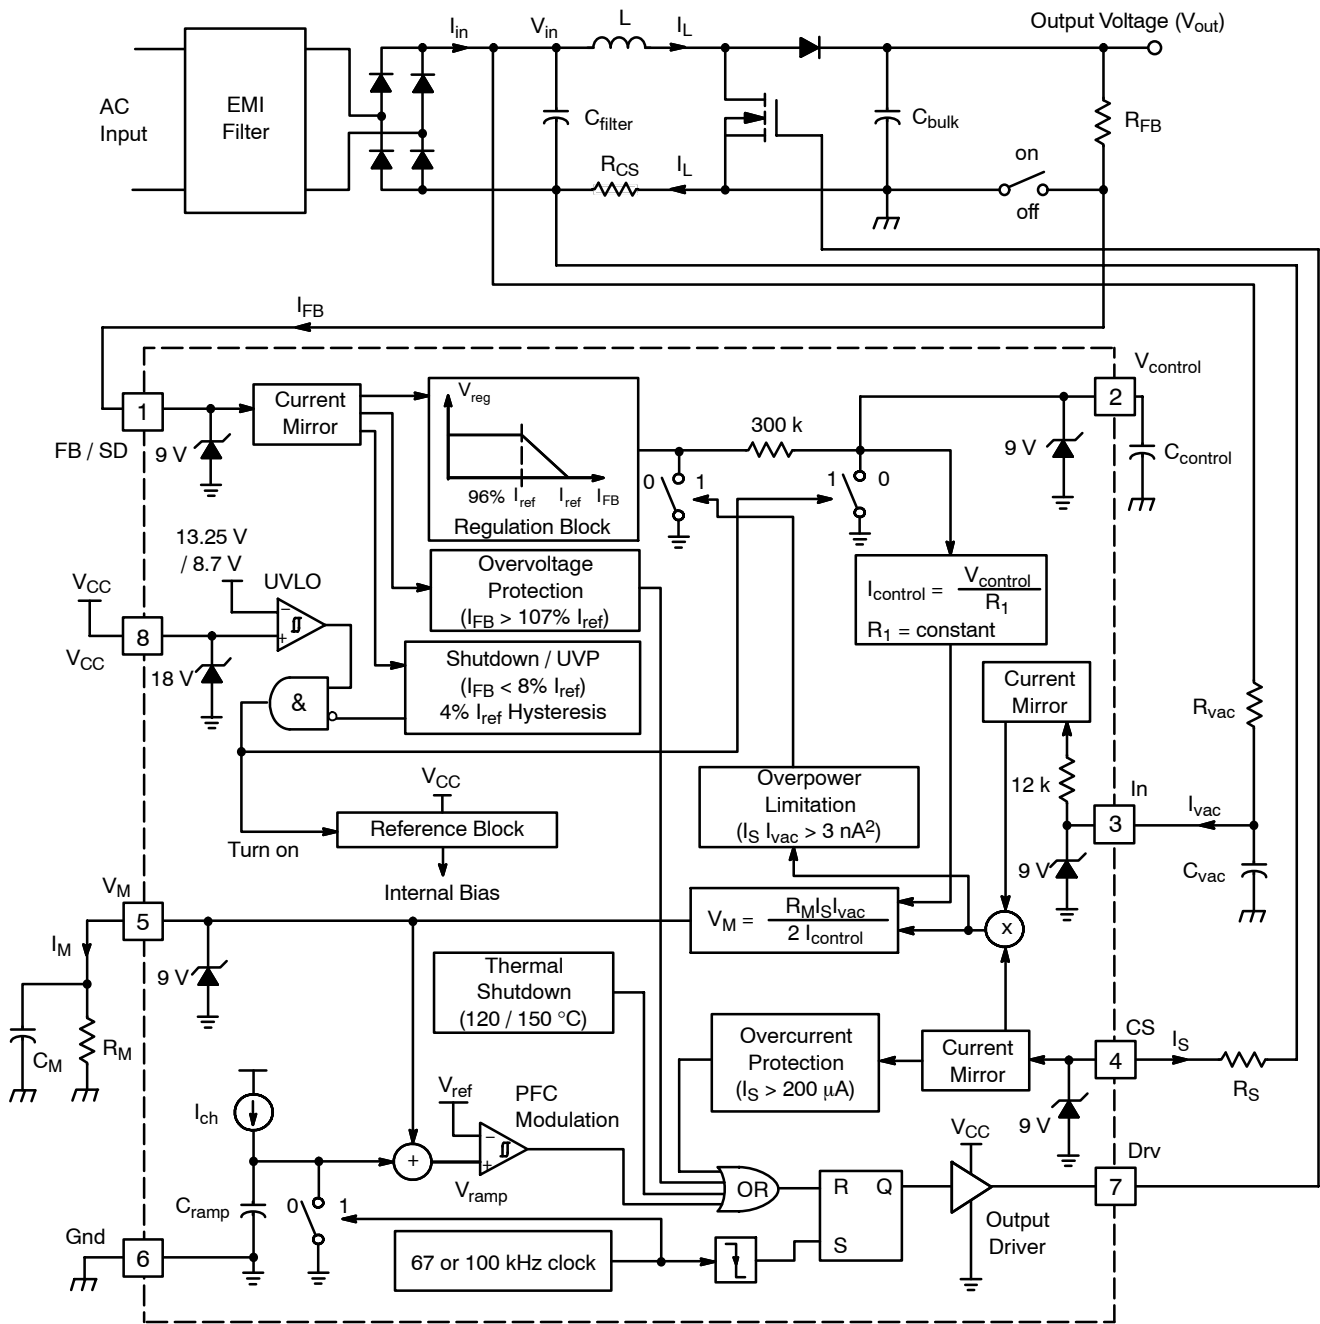 Output Voltage (Vout)
Iin
Vin
L
IL
AC
Input
EMI
Filter
Cfilter
Cbulk
RFB
RCS
IL
on
off
IFB
Vcontrol
1
FB / SD
9 V
Current
Mirror
Vreg
96% Iref
Iref
IFB
Regulation Block
300 k
0
1
1
0
9 V
2
Ccontrol
13.25 V
/ 8.7 V
UVLO
VCC
8
VCC
18 V
−
+
&
Overvoltage
Protection
(IFB > 107% Iref)
Shutdown / UVP
(IFB < 8% Iref)
4% Iref Hysteresis
Icontrol = Vcontrol
R1
R1 = constant
Current
Mirror
Rvac
12 k
In
3
Ivac
9 V
Cvac
Overpower
Limitation
(IS Ivac > 3 nA2)
VCC
Reference Block
Turn on
Internal Bias
VM
5
IM
9 V
CM
RM
VM = RMISIvac
2 Icontrol
x
Thermal
Shutdown
(120 / 150 °C)
Overcurrent
Protection
(IS > 200 μA)
Current
Mirror
CS
4
IS
RS
9 V
Ich
Vref
PFC
Modulation
−
+
+
Vramp
Cramp
0
1
Gnd
6
67 or 100 kHz clock
OR
R
Q
S
VCC
Output
Driver
Drv
7